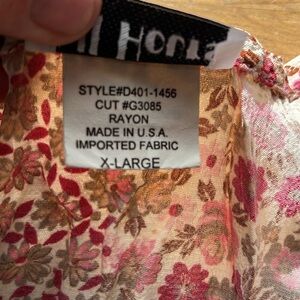 STYLE#D401-1456
CUT #G3085
RAYON
MADE IN U.S.A.
IMPORTED FABRIC
X-LARGE